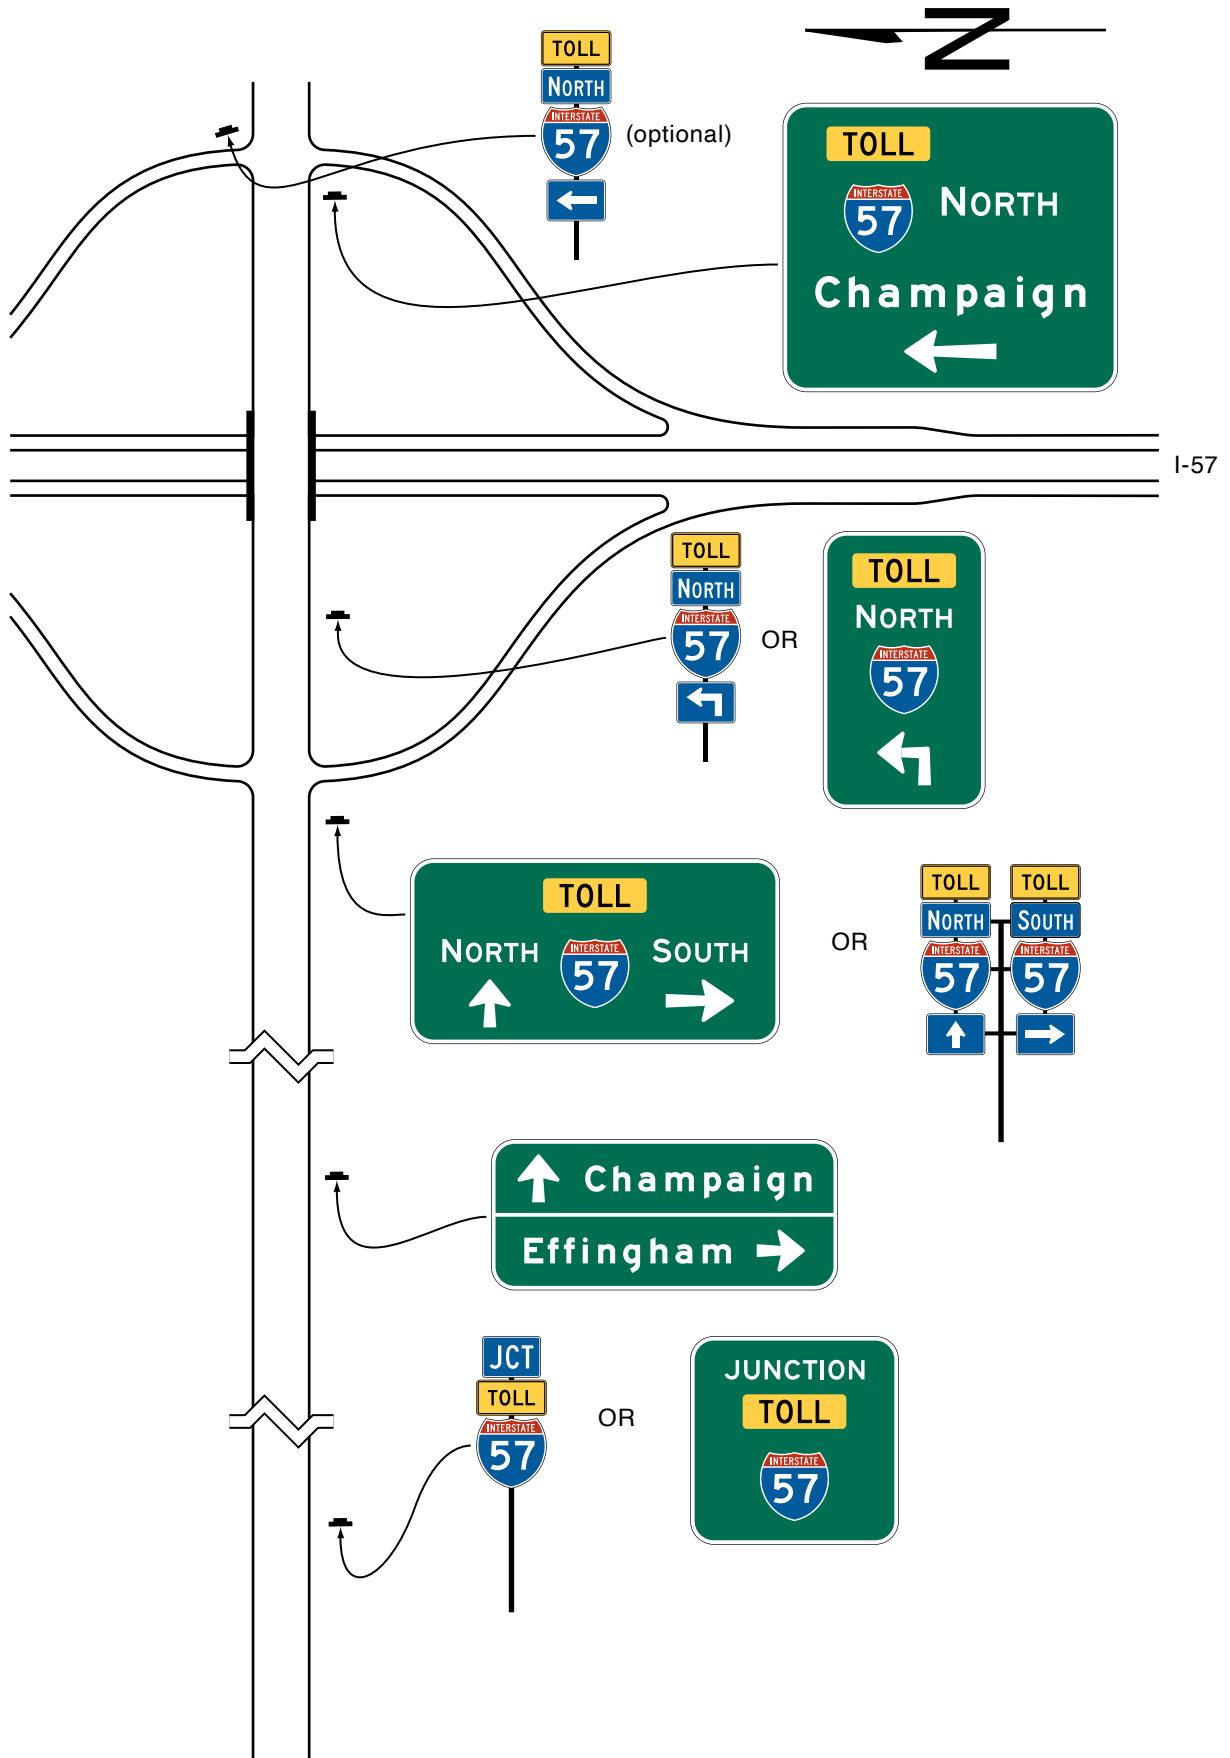 N
TOLL
NORTH
INTERSTATE
57
(optional)
TOLL
INTERSTATE
57
NORTH
Champaign
I-57
TOLL
NORTH
INTERSTATE
57
OR
TOLL
NORTH
INTERSTATE
57
TOLL
NORTH
INTERSTATE
57
SOUTH
OR
TOLL
NORTH
INTERSTATE
57
TOLL
SOUTH
INTERSTATE
57
Champaign
Effingham
JCT
TOLL
INTERSTATE
57
OR
JUNCTION
TOLL
INTERSTATE
57